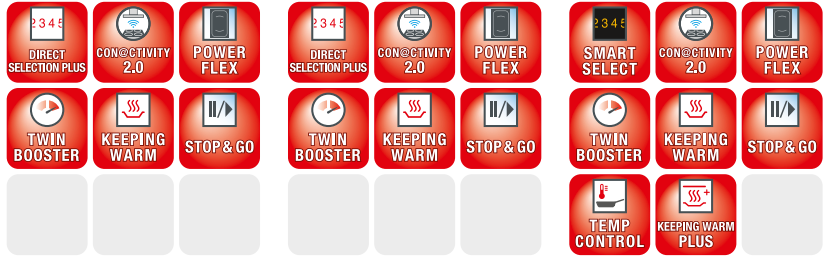 2345
DIRECT
SELECTION PLUS
CON@CTIVITY
2.0
POWER
FLEX
TWIN
BOOSTER
KEEPING
WARM
STOP & GO
2345
DIRECT
SELECTION PLUS
CON@CTIVITY
2.0
POWER
FLEX
TWIN
BOOSTER
KEEPING
WARM
STOP & GO
2345
SMART
SELECT
CON@CTIVITY
2.0
POWER
FLEX
TWIN
BOOSTER
KEEPING
WARM
STOP & GO
TEMP
CONTROL
KEEPING WARM
PLUS